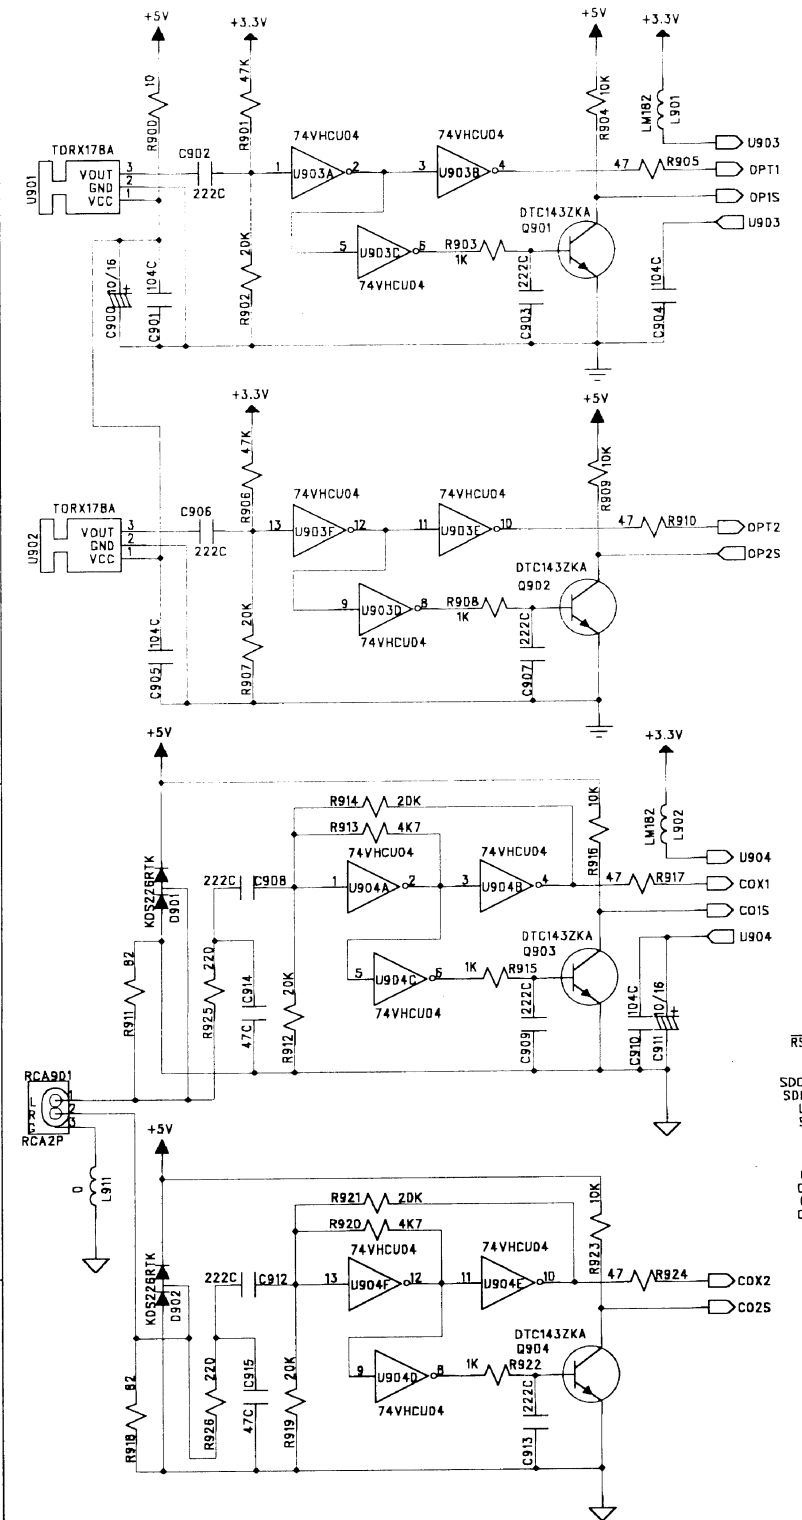 +5V
+3.3V
+5V
+3.3V
10
R900
47K
R901
10K
R904
LM182
L901
TORX178A
U901
VOUT
GND
VCC
3
2
1
C902
222C
74VHCU04
1
U903A
2
74VHCU04
3
U903B
4
47
R905
U903
OPT1
OP1S
U903
5
U903C
6
74VHCU04
R903
1K
DTC143ZKA
Q901
222C
C903
104C
C904
10/16
+
C900
104C
C901
20K
R902
+3.3V
+5V
47K
R906
10K
R909
TORX178A
U902
VOUT
GND
VCC
3
2
1
C906
222C
74VHCU04
13
U903F
12
74VHCU04
11
U903E
10
47
R910
OPT2
OP2S
9
U903D
8
74VHCU04
R908
1K
DTC143ZKA
Q902
222C
C907
104C
C905
20K
R907
+5V
+3.3V
R914
20K
R913
4K7
10K
R916
LM182
L902
KDS226RTK
D901
222C
C908
74VHCU04
1
U904A
2
74VHCU04
3
U904B
4
47
R917
U904
COX1
CO1S
U904
5
U904C
6
74VHCU04
1K
R915
DTC143ZKA
Q903
222C
C909
104C
C910
10/16
+
C911
82
R911
220
R925
C914
47C
20K
R912
RCA901
L
R
G
1
2
3
RCA2P
0
L911
+5V
R921
20K
R920
4K7
10K
R923
KDS226RTK
D902
222C
C912
74VHCU04
13
U904F
12
74VHCU04
11
U904E
10
47
R924
COX2
CO2S
9
U904D
8
74VHCU04
1K
R922
DTC143ZKA
Q904
222C
C913
82
R918
220
R926
C915
47C
20K
R919